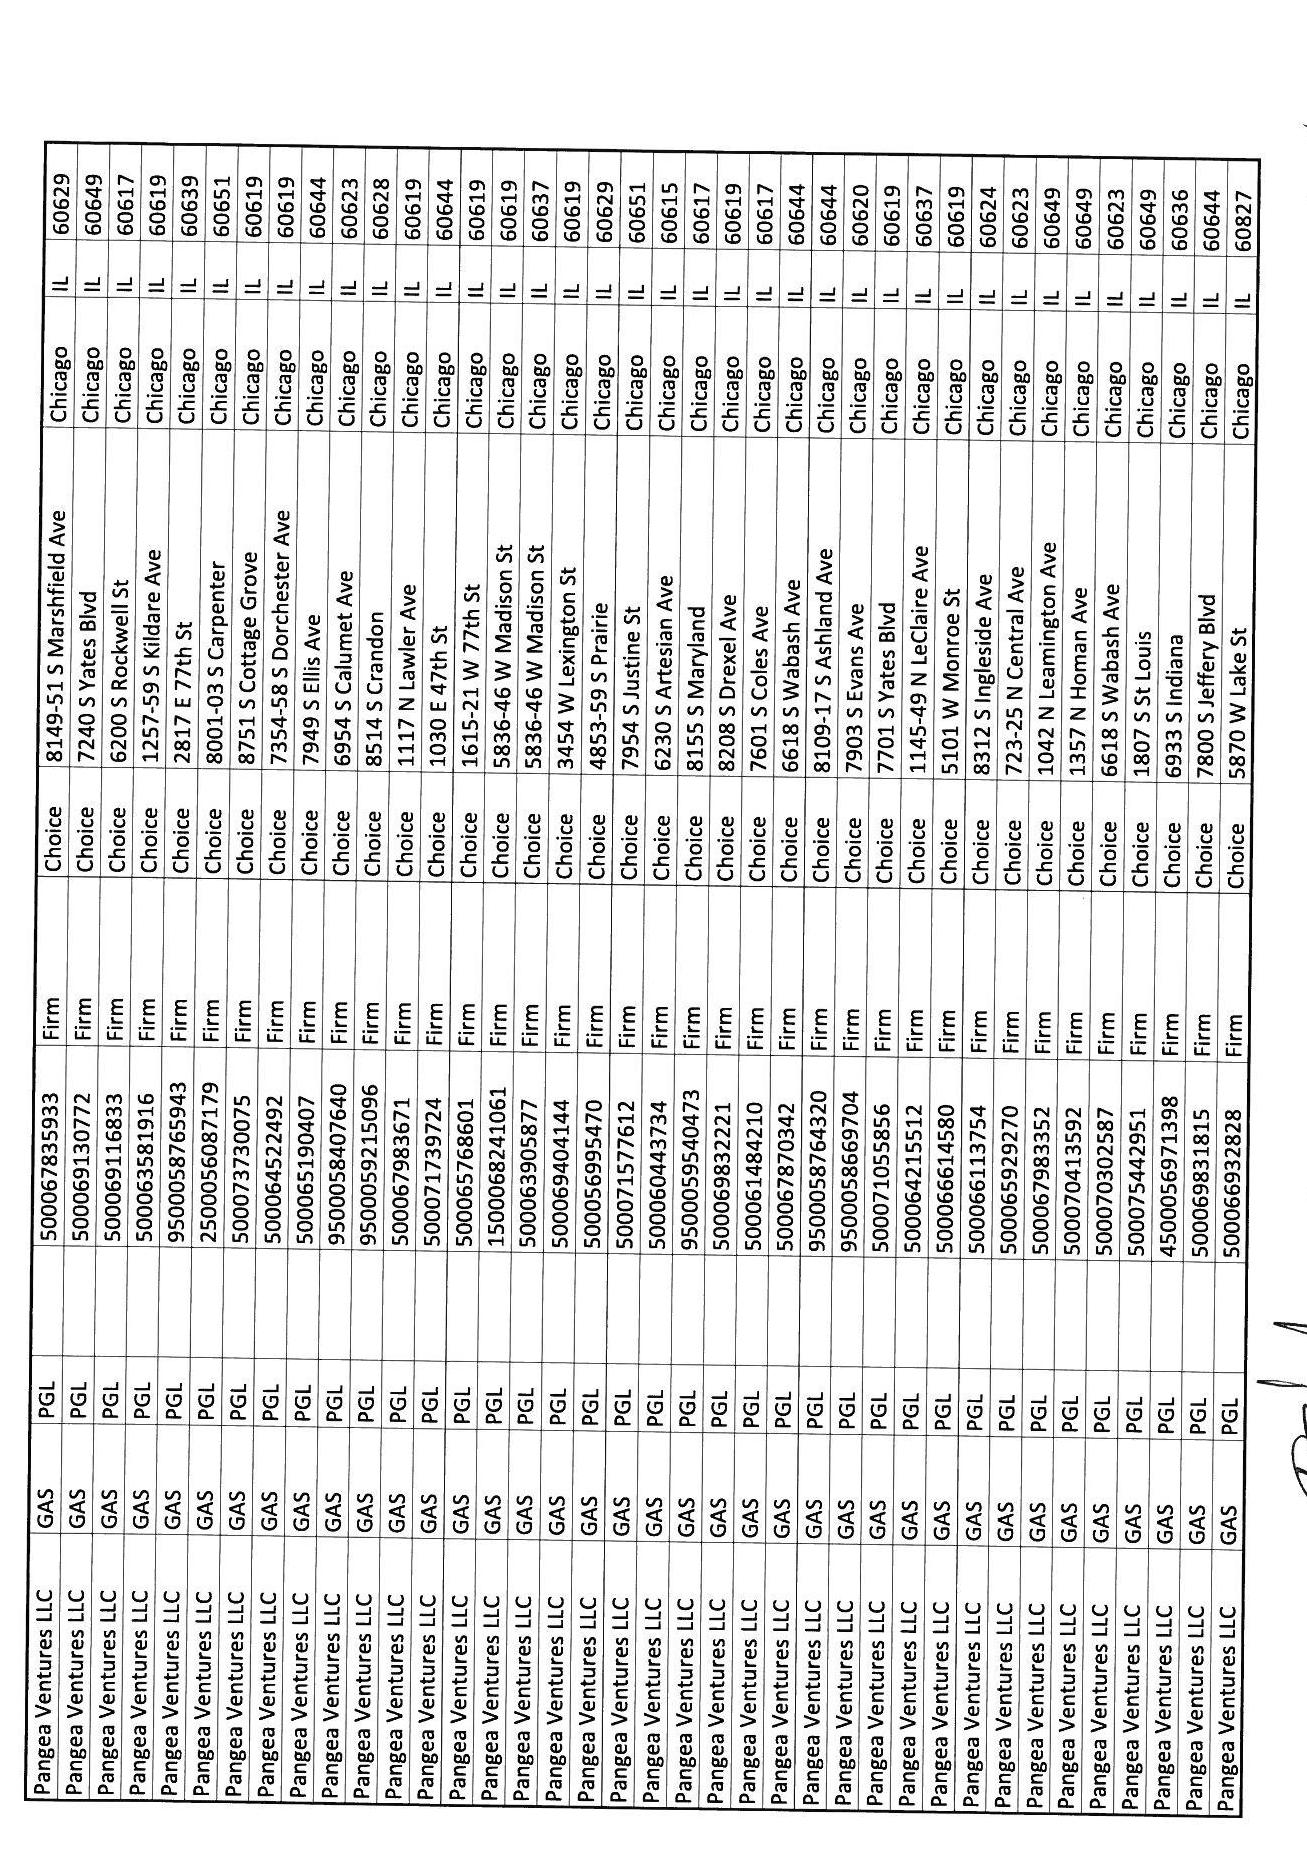 Pangea Ventures LLC GAS PGL 500067835933 Firm Choice 8149-51 S Marshfield Ave Chicago IL 60629
Pangea Ventures LLC GAS PGL 500069130772 Firm Choice 7240 S Yates Blvd Chicago IL 60649
Pangea Ventures LLC GAS PGL 500069116833 Firm Choice 6200 S Rockwell St Chicago IL 60617
Pangea Ventures LLC GAS PGL 500063581916 Firm Choice 1257-59 S Kildare Ave Chicago IL 60619
Pangea Ventures LLC GAS PGL 9500058765943 Firm Choice 2817 E 77th St Chicago IL 60639
Pangea Ventures LLC GAS PGL 2500056087179 Firm Choice 8001-03 S Carpenter Chicago IL 60651
Pangea Ventures LLC GAS PGL 5000737330075 Firm Choice 8751 S Cottage Grove Chicago IL 60619
Pangea Ventures LLC GAS PGL 5000645522492 Firm Choice 7354-58 S Dorchester Ave Chicago IL 60619
Pangea Ventures LLC GAS PGL 500065190407 Firm Choice 7949 S Ellis Ave Chicago IL 60644
Pangea Ventures LLC GAS PGL 9500058407640 Firm Choice 6954 S Calumet Ave Chicago IL 60623
Pangea Ventures LLC GAS PGL 9500059215096 Firm Choice 8514 S Crandon Chicago IL 60628
Pangea Ventures LLC GAS PGL 500067983671 Firm Choice 1117 N Lawler Ave Chicago IL 60619
Pangea Ventures LLC GAS PGL 500071739724 Firm Choice 1030 E 47th St Chicago IL 60644
Pangea Ventures LLC GAS PGL 500065768601 Firm Choice 1615-21 W 77th St Chicago IL 60619
Pangea Ventures LLC GAS PGL 1500068241061 Firm Choice 5836-46 W Madison St Chicago IL 60619
Pangea Ventures LLC GAS PGL 500063905877 Firm Choice 5836-46 W Madison St Chicago IL 60637
Pangea Ventures LLC GAS PGL 500069404144 Firm Choice 3454 W Lexington St Chicago IL 60619
Pangea Ventures LLC GAS PGL 500056995470 Firm Choice 4853-59 S Prairie Chicago IL 60629
Pangea Ventures LLC GAS PGL 500071577612 Firm Choice 7954 S Justine St Chicago IL 60651
Pangea Ventures LLC GAS PGL 500060443734 Firm Choice 6230 S Artesian Ave Chicago IL 60615
Pangea Ventures LLC GAS PGL 9500059540473 Firm Choice 8155 S Maryland Chicago IL 60617
Pangea Ventures LLC GAS PGL 500069832221 Firm Choice 8208 S Drexel Ave Chicago IL 60619
Pangea Ventures LLC GAS PGL 500061484210 Firm Choice 7601 S Coles Ave Chicago IL 60617
Pangea Ventures LLC GAS PGL 500067870342 Firm Choice 6618 S Wabash Ave Chicago IL 60644
Pangea Ventures LLC GAS PGL 9500058764320 Firm Choice 8109-17 S Ashland Ave Chicago IL 60644
Pangea Ventures LLC GAS PGL 9500058669704 Firm Choice 7903 S Evans Ave Chicago IL 60620
Pangea Ventures LLC GAS PGL 500071055856 Firm Choice 7701 S Yates Blvd Chicago IL 60619
Pangea Ventures LLC GAS PGL 5000642155512 Firm Choice 1145-49 N LeClaire Ave Chicago IL 60637
Pangea Ventures LLC GAS PGL 500066614580 Firm Choice 5101 W Monroe St Chicago IL 60619
Pangea Ventures LLC GAS PGL 500066113754 Firm Choice 8312 S Ingleside Ave Chicago IL 60624
Pangea Ventures LLC GAS PGL 500065929270 Firm Choice 723-25 N Central Ave Chicago IL 60623
Pangea Ventures LLC GAS PGL 500067983352 Firm Choice 1042 N Leamington Ave Chicago IL 60649
Pangea Ventures LLC GAS PGL 500070413592 Firm Choice 1357 N Homan Ave Chicago IL 60649
Pangea Ventures LLC GAS PGL 5000703025​87 Firm Choice 6618 S Wabash Ave Chicago IL 60623
Pangea Ventures LLC GAS PGL 500075442951 Firm Choice 1807 S St Louis Chicago IL 60649
Pangea Ventures LLC GAS PGL 4500056971398 Firm Choice 6933 S Indiana Chicago IL 60636
Pangea Ventures LLC GAS PGL 500069831815 Firm Choice 7800 S Jeffery Blvd Chicago IL 60644
Pangea Ventures LLC GAS PGL 500066932828 Firm Choice 5870 W Lake St Chicago IL 60827